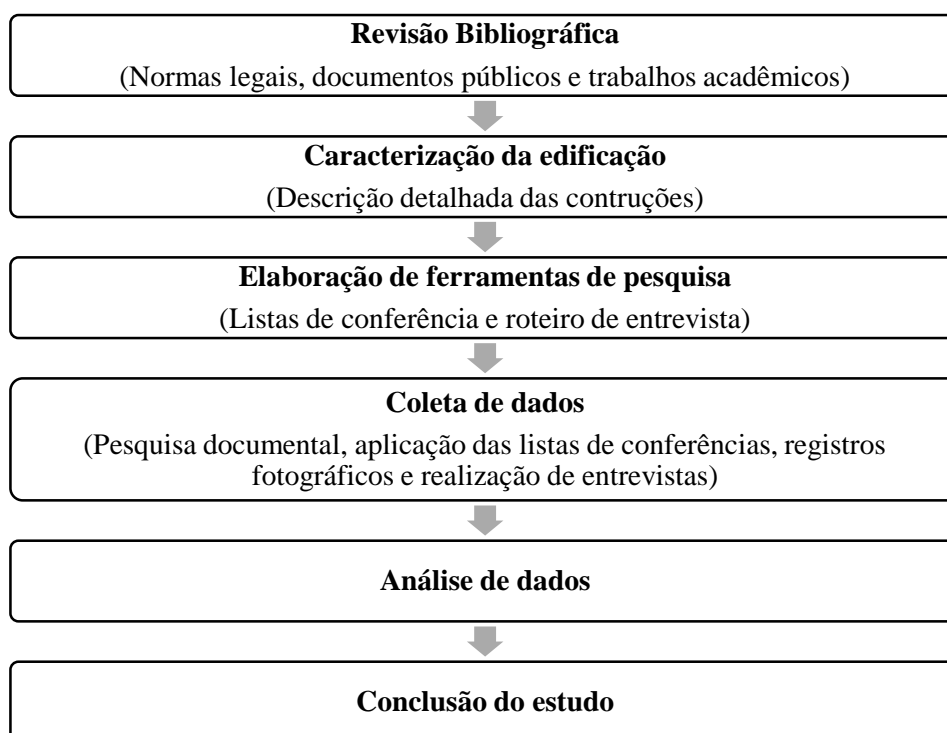 Revisão Bibliográfica
(Normas legais, documentos públicos e trabalhos acadêmicos)
Caracterização da edificação
(Descrição detalhada das contruções)
Elaboração de ferramentas de pesquisa
(Listas de conferência e roteiro de entrevista)
Coleta de dados
(Pesquisa documental, aplicação das listas de conferências, registros
fotográficos e realização de entrevistas)
Análise de dados
Conclusão do estudo